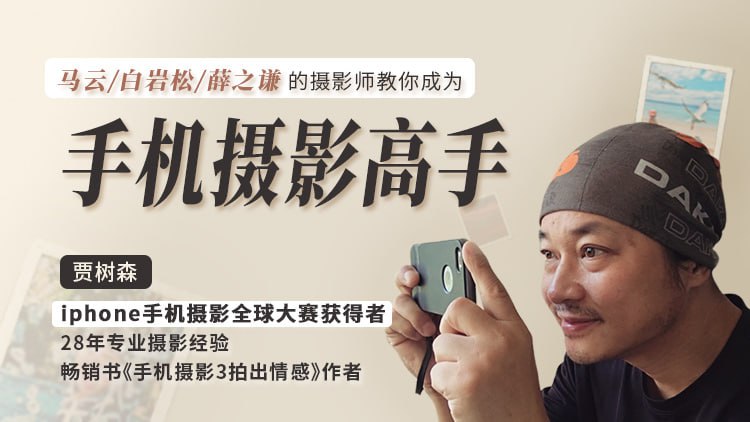 马云/白岩松/薛之谦的摄影师教你成为
手机摄影高手
贾树森
iphone手机摄影全球大赛获得者
28年专业摄影经验
畅销书《手机摄影3拍出情感》作者
DAK